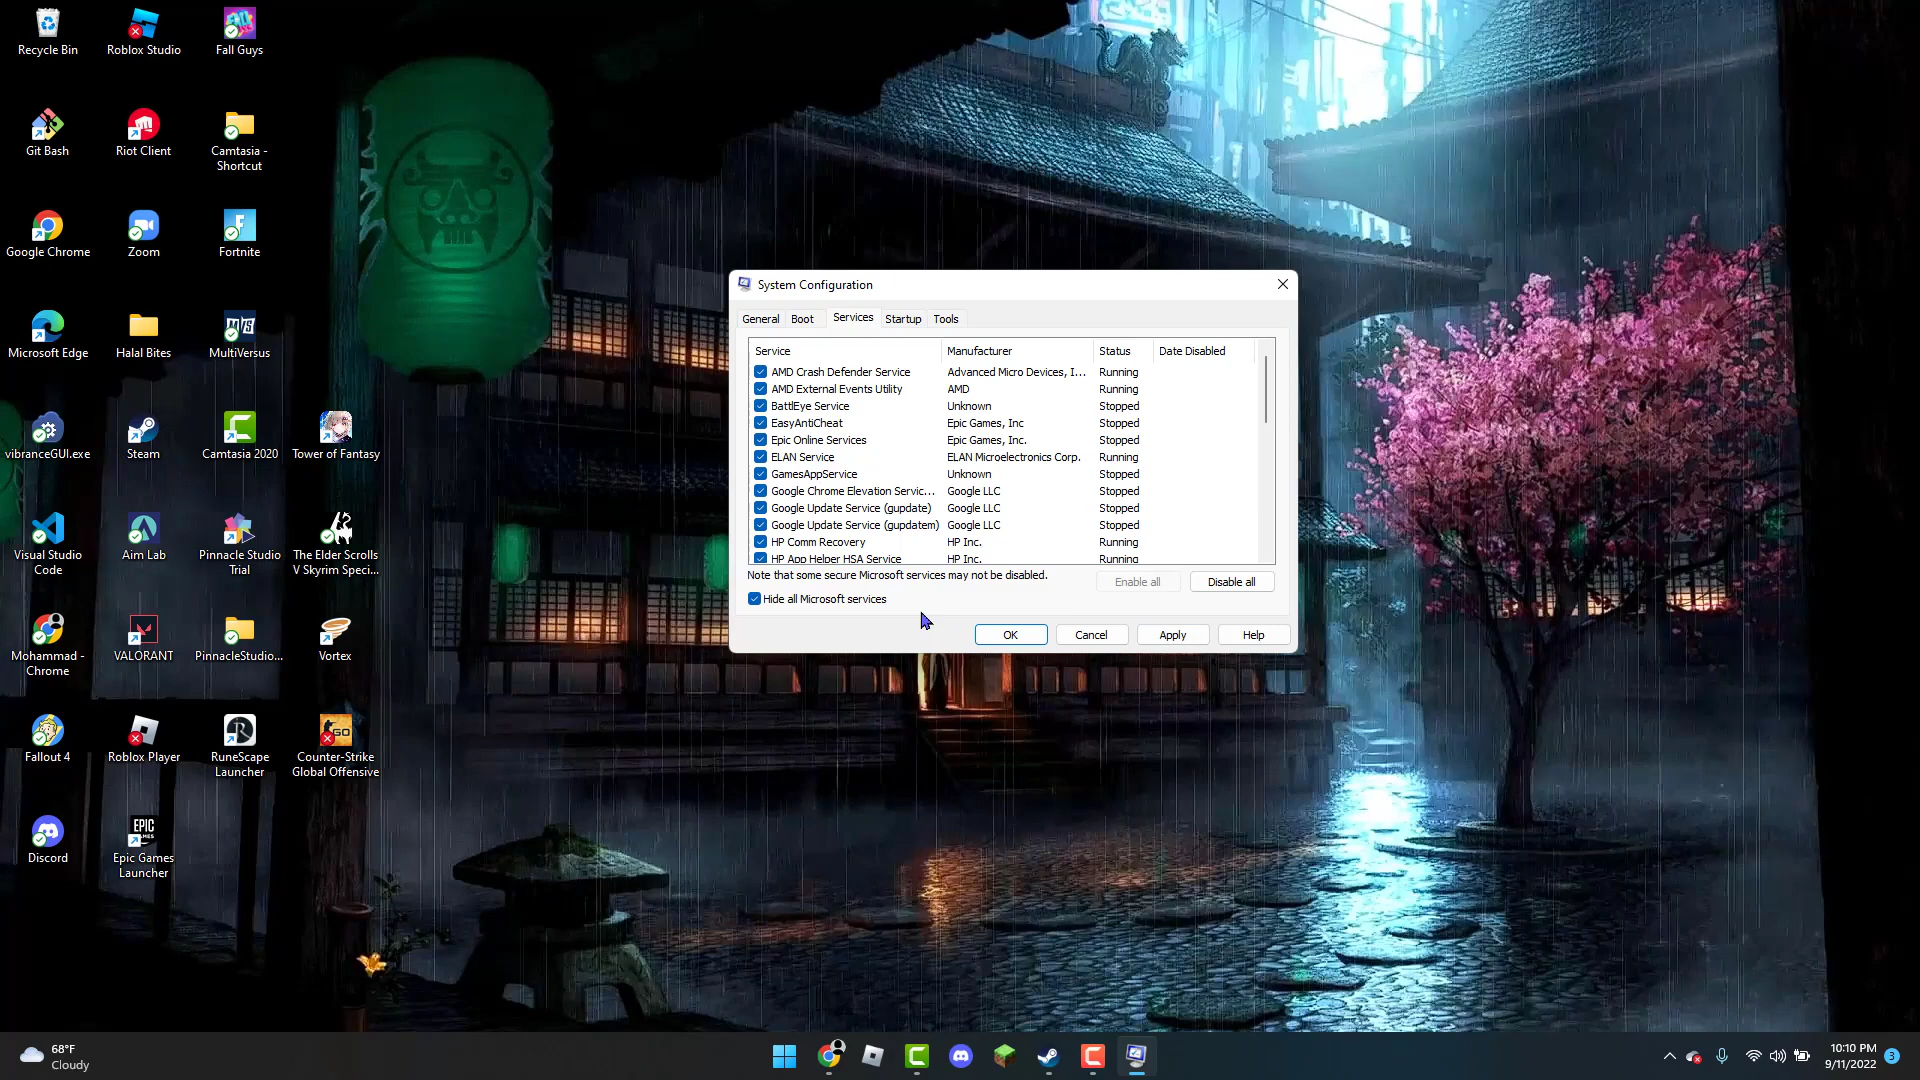 Recycle Bin
Roblox Studio
Fall Guys
Git Bash
Riot Client
Camtasia -
Shortcut
Google Chrome
Zoom
Fortnite
Microsoft Edge
Halal Bites
MultiVersus
vibranceGUI.exe
Steam
Camtasia 2020
Tower of Fantasy
Visual Studio
Code
Aim Lab
Pinnacle Studio
Trial
The Elder Scrolls
V Skyrim Speci...
Mohammad -
Chrome
VALORANT
PinnacleStudio...
Vortex
Fallout 4
Roblox Player
RuneScape
Launcher
Counter-Strike
Global Offensive
Discord
Epic Games
Launcher
System Configuration
General Boot Services Startup Tools
Service Manufacturer Status Date Disabled
AMD Crash Defender Service Advanced Micro Devices, I... Running
AMD External Events Utility AMD Running
BattlEye Service Unknown Stopped
EasyAntiCheat Epic Games, Inc Stopped
Epic Online Services Epic Games, Inc. Stopped
ELAN Service ELAN Microelectronics Corp. Running
GamesAppService Unknown Stopped
Google Chrome Elevation Servic... Google LLC Stopped
Google Update Service (gupdate) Google LLC Stopped
Google Update Service (gupdatem) Google LLC Stopped
HP Comm Recovery HP Inc. Running
HP App Helper HSA Service HP Inc. Running
Note that some secure Microsoft services may not be disabled.
Enable all Disable all
Hide all Microsoft services
OK Cancel Apply Help
68°F
Cloudy
10:10 PM
9/11/2022
3